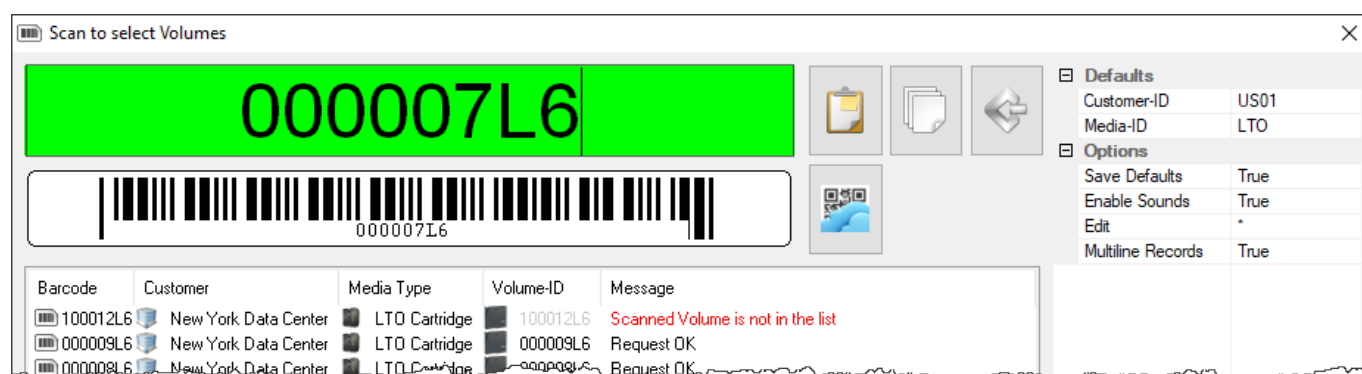 Scan to select Volumes
000007L6
000007L6
Defaults
Customer-ID US01
Media-ID LTO
Options
Save Defaults True
Enable Sounds True
Edit *
Multiline Records True
Barcode Customer Media Type Volume-ID Message
100012L6 New York Data Center LTO Cartridge 100012L6 Scanned Volume is not in the list
000009L6 New York Data Center LTO Cartridge 000009L6 Request OK
000008L6 New York Data Center LTO Cartridge 000008L6 Request OK